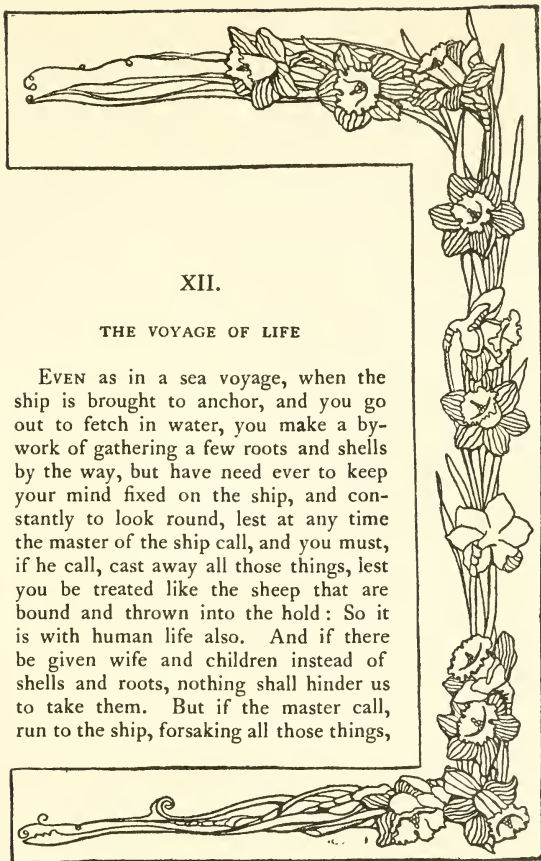 XII.
THE VOYAGE OF LIFE
EVEN as in a sea voyage, when the
ship is brought to anchor, and you go
out to fetch in water, you make a by-
work of gathering a few roots and shells
by the way, but have need ever to keep
your mind fixed on the ship, and con-
stantly to look round, lest at any time
the master of the ship call, and you must,
if he call, cast away all those things, lest
you be treated like the sheep that are
bound and thrown into the hold : So it
is with human life also. And if there
be given wife and children instead of
shells and roots, nothing shall hinder us
to take them. But if the master call,
run to the ship, forsaking all those things,